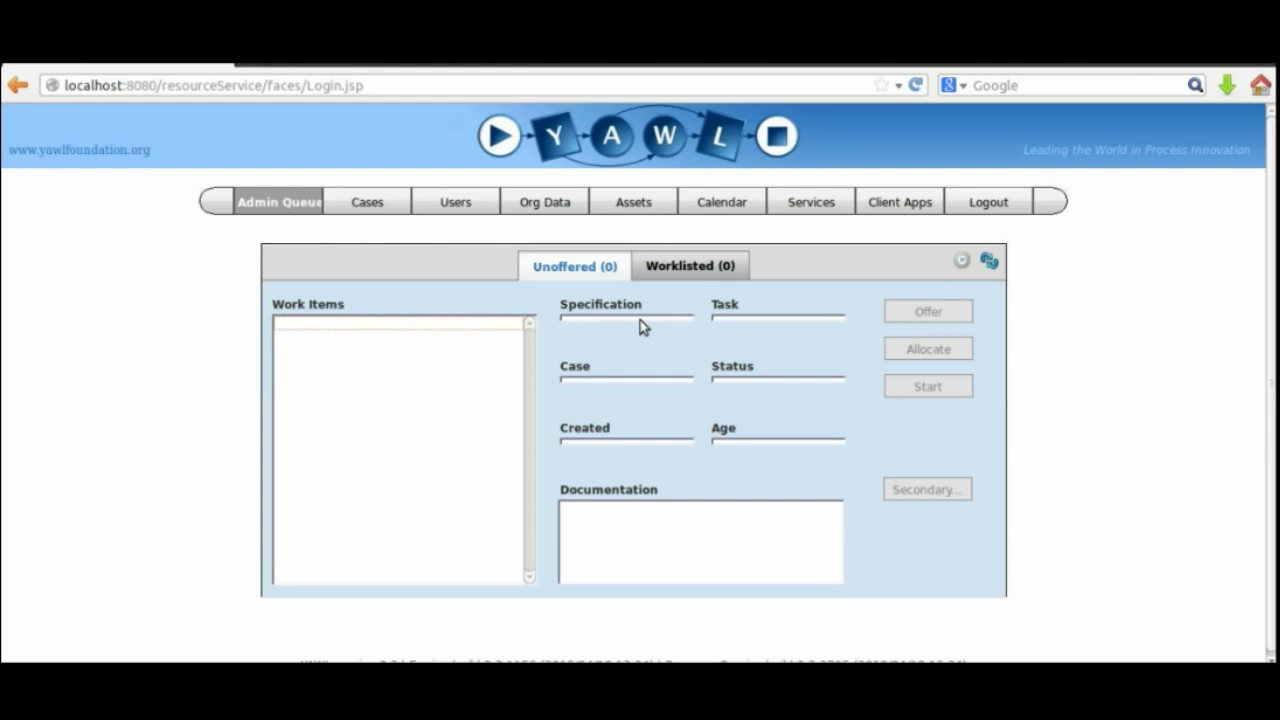 localhost:8080/resourceService/faces/Login.jsp
Google
www.yawlfoundation.org
YAWL
Leading the World in Process Innovation
Admin Queue
Cases
Users
Org Data
Assets
Calendar
Services
Client Apps
Logout
Unoffered (0)
Worklisted (0)
Work Items
Specification
Task
Offer
Allocate
Case
Status
Start
Created
Age
Documentation
Secondary...